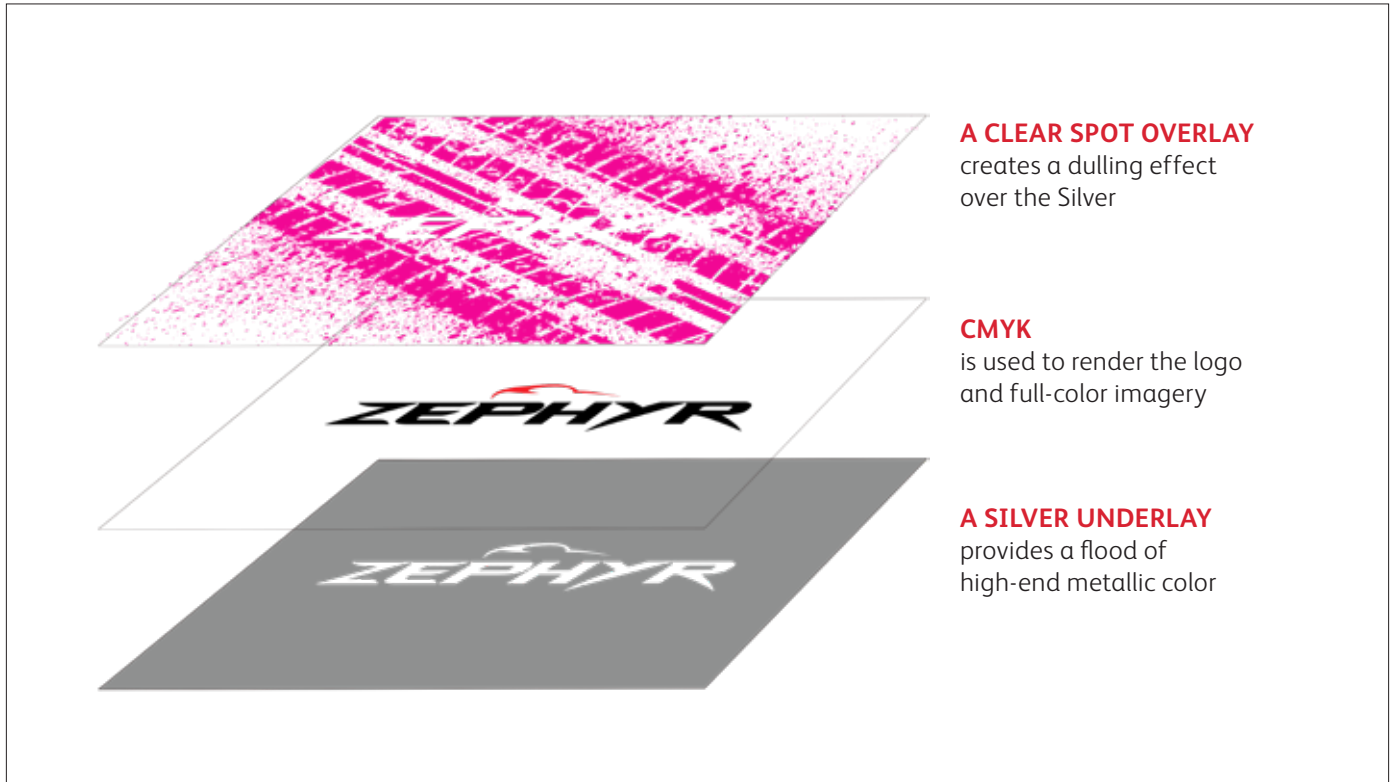 A CLEAR SPOT OVERLAY
creates a dulling effect
over the Silver
CMYK
is used to render the logo
and full-color imagery
ZEPHYR
A SILVER UNDERLAY
provides a flood of
high-end metallic color
ZEPHYR